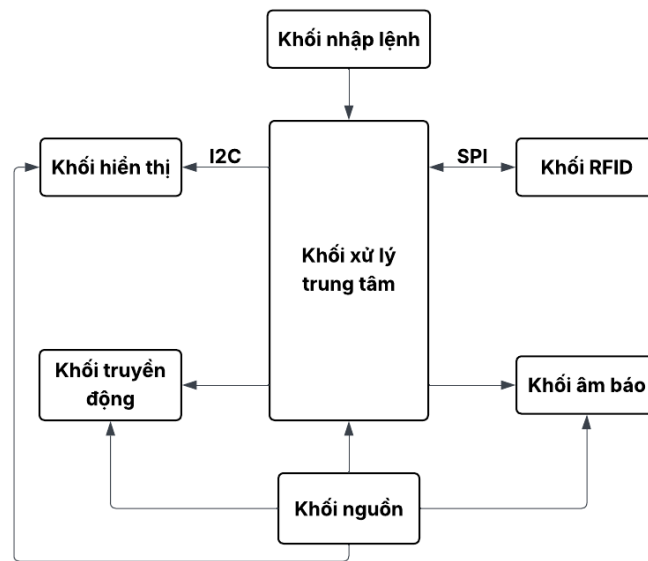 Khối nhập lệnh
I2C
SPI
Khối hiển thị
Khối RFID
Khối xử lý
trung tâm
Khối truyền
động
Khối âm báo
Khối nguồn